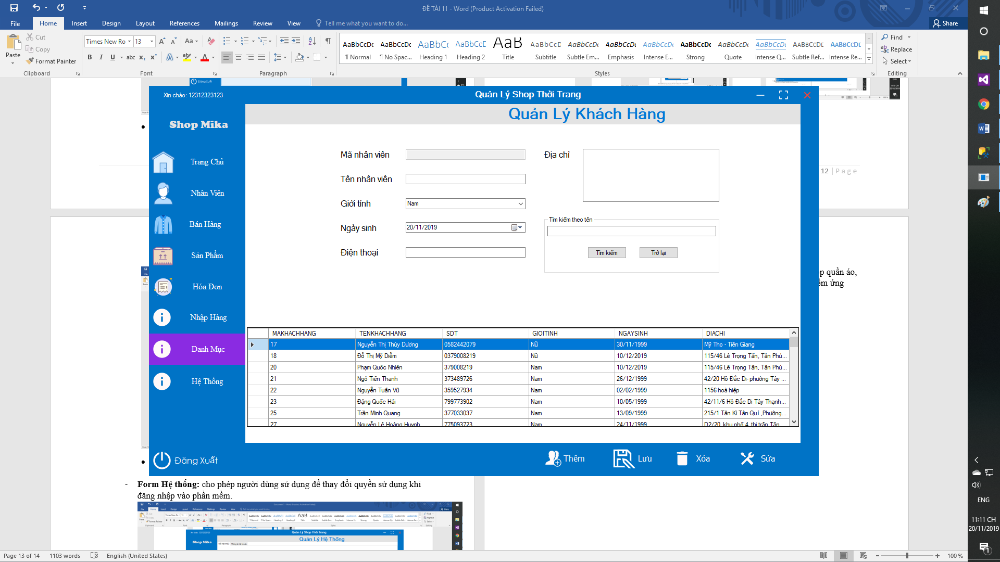 ĐỀ TÀI 11 - Word (Product Activation Failed)
File Home Insert Design Layout References Mailings Review View Tell me what you want to do... Share
Paste
Cut
Copy
Format Painter
Clipboard
Times New Ro 13
Font
Paragraph
AaBbCcDc AaBbCcDc AaBbCc AaBbCcD AaB AaBbCcD AaBbCcDc AaBbCcDc AaBbCcDc AaBbCcDc AaBbCcDc AaBbCcDc AABBCCDD AABBCCDD
¶ Normal ¶ No Spac... Heading 1 Heading 2 Title Subtitle Subtle Em... Emphasis Intense E... Strong Quote Intense Q... Subtle Ref... Intense Re...
Styles
Find
Replace
Select
Editing
Đăng Xuất
Xin chào: 12312323123
Quản Lý Shop Thời Trang
Shop Mika
Trang Chủ
Nhân Viên
Bán Hàng
Sản Phẩm
Hóa Đơn
Nhập Hàng
Danh Mục
Hệ Thống
Đăng Xuất
Quản Lý Khách Hàng
Mã nhân viên
Tên nhân viên
Giới tính Nam
Ngày sinh 20/11/2019
Điện thoại
Địa chỉ
Tìm kiếm theo tên
Tìm kiếm Trở lại
MAKHACHHANG TENKHACHHANG SDT GIOITINH NGAYSINH DIACHI
17 Nguyễn Thị Thùy Dương 0582442079 Nữ 30/11/1999 Mỹ Tho - Tiền Giang
18 Đỗ Thị Mỹ Diễm 0379008219 Nữ 10/12/2019 115/46 Lê Trọng Tấn, Tân Phú...
20 Phạm Quốc Nhiên 379008219 Nam 10/12/2019 115/46 Lê Trọng Tấn, Tân Phú...
21 Ngô Tiến Thanh 373489726 Nam 26/12/1999 42/20 Hồ Đắc Di- phường Tây ...
22 Nguyễn Tuấn Vũ 359527934 Nam 02/02/1999 1156 hoà hiệp
23 Đặng Quốc Hải 799773902 Nam 10/05/1999 42/11/6 Hồ Đắc Di Tây Thạnh...
25 Trần Minh Quang 377033037 Nam 13/09/1999 215/1 Tân Kì Tân Quí ,Phường...
27 Nguyễn Lê Hoàng Huynh 775093723 Nam 24/11/1999 D2/20, khu phố 4, thị trấn Tân
Thêm Lưu Xóa Sửa
12 | Page
quần áo,
ứng
- Form Hệ thống: cho phép người dùng sử dụng để thay đổi quyền sử dụng khi
đăng nhập vào phần mềm.
Quản Lý Shop Thời Trang
Shop Mika
Quản Lý Hệ Thống
Page 13 of 14 1103 words English (United States) 100 %
ENG
11:11 CH
20/11/2019
1